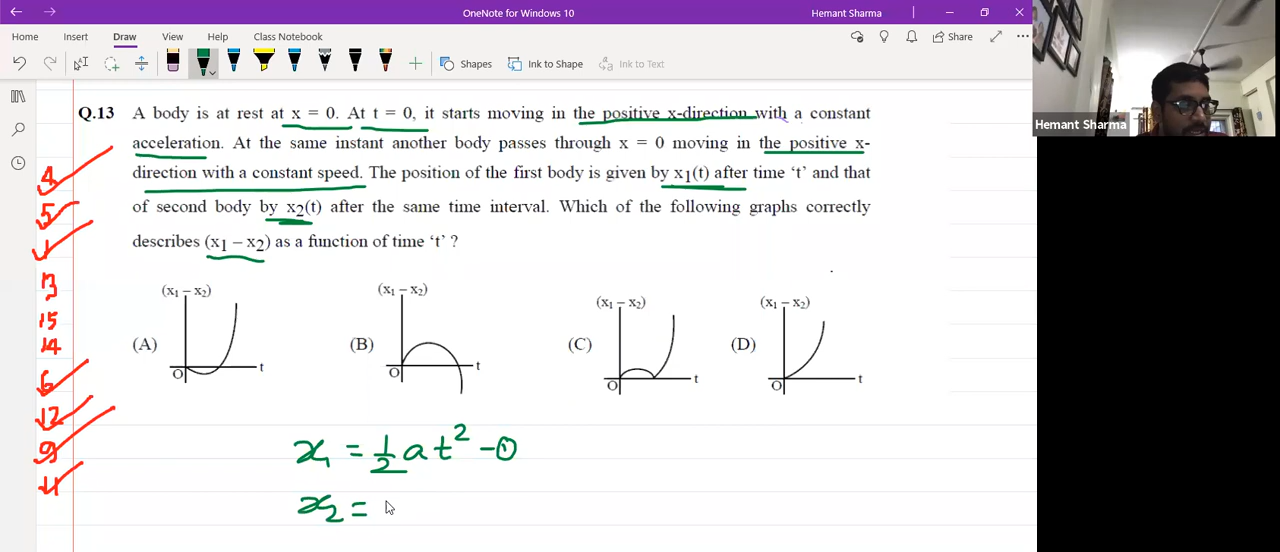 OneNote for Windows 10
Hemant Sharma
Home Insert Draw View Help Class Notebook
Share
Shapes
Ink to Shape
Ink to Text
Hemant Sharma
Q.13 A body is at rest at x = 0. At t = 0, it starts moving in the positive x-direction with a constant
acceleration. At the same instant another body passes through x = 0 moving in the positive x-
direction with a constant speed. The position of the first body is given by x1(t) after time ‘t’ and that
of second body by x2(t) after the same time interval. Which of the following graphs correctly
describes (x1 – x2) as a function of time ‘t’ ?
(A) (x1 – x2) O t
(B) (x1 – x2) O t
(C) (x1 – x2) O t
(D) (x1 – x2) O t
5
13
15
14
6
12
9
x1 = 1/2 a t² – ①
x2 =